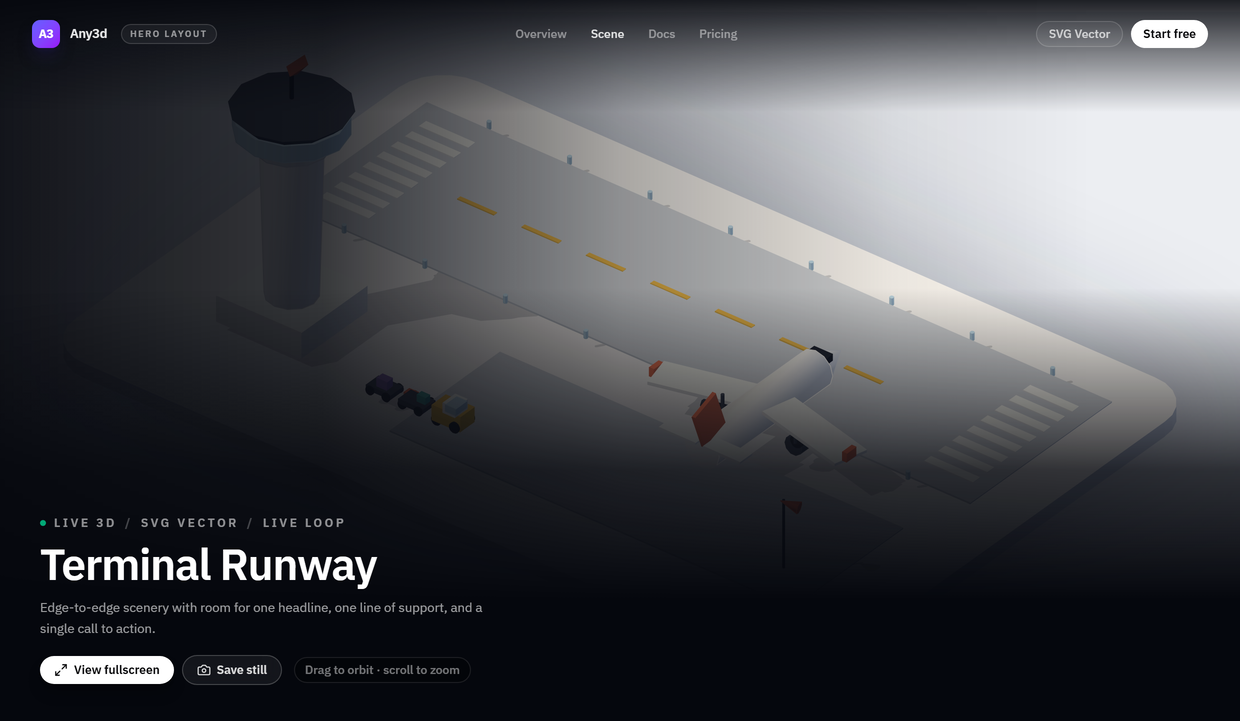 A3 Any3d HERO LAYOUT Overview Scene Docs Pricing SVG Vector Start free
LIVE 3D / SVG VECTOR / LIVE LOOP
Terminal Runway
Edge-to-edge scenery with room for one headline, one line of support, and a
single call to action.
View fullscreen Save still Drag to orbit · scroll to zoom